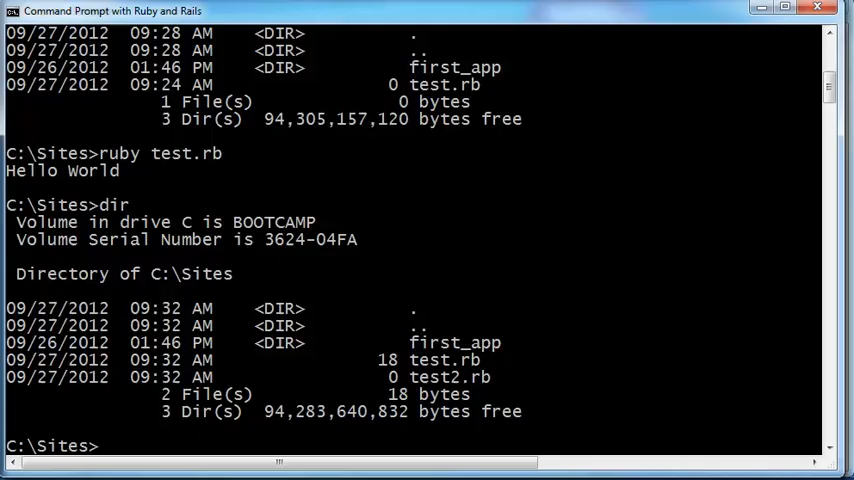 Command Prompt with Ruby and Rails
09/27/2012 09:28 AM <DIR> .
09/27/2012 09:28 AM <DIR> ..
09/26/2012 01:46 PM <DIR> first_app
09/27/2012 09:24 AM 0 test.rb
1 File(s) 0 bytes
3 Dir(s) 94,305,157,120 bytes free
C:\Sites>ruby test.rb
Hello World
C:\Sites>dir
Volume in drive C is BOOTCAMP
Volume Serial Number is 3624-04FA
Directory of C:\Sites
09/27/2012 09:32 AM <DIR> .
09/27/2012 09:32 AM <DIR> ..
09/26/2012 01:46 PM <DIR> first_app
09/27/2012 09:32 AM 18 test.rb
09/27/2012 09:32 AM 0 test2.rb
2 File(s) 18 bytes
3 Dir(s) 94,283,640,832 bytes free
C:\Sites>